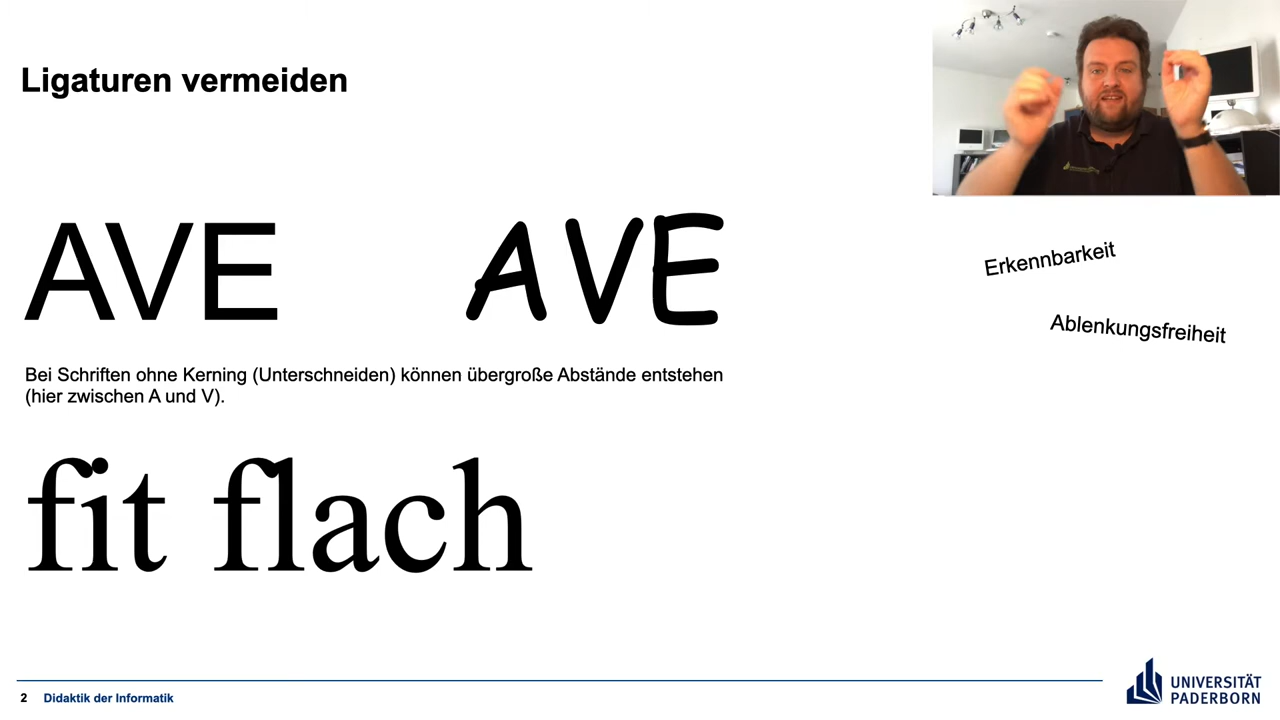 Ligaturen vermeiden
AVE AVE
Erkennbarkeit
Ablenkungsfreiheit
Bei Schriften ohne Kerning (Unterschneiden) können übergroße Abstände entstehen
(hier zwischen A und V).
fit flach
2 Didaktik der Informatik
UNIVERSITÄT
PADERBORN